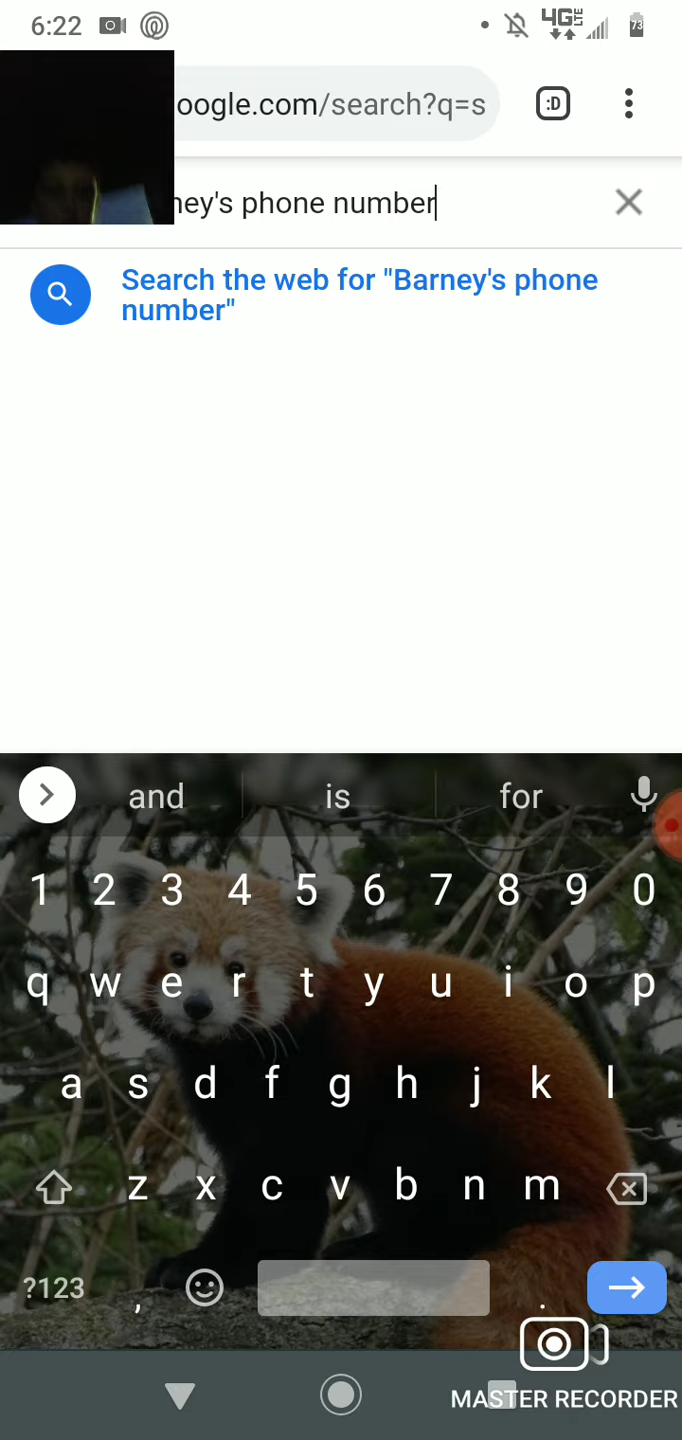 6:22
4G LTE
73
oogle.com/search?q=s
:D
ney's phone number
Search the web for "Barney's phone
number"
and is for
1 2 3 4 5 6 7 8 9 0
q w e r t y u i o p
a s d f g h j k l
z x c v b n m
?123 , .
MASTER RECORDER